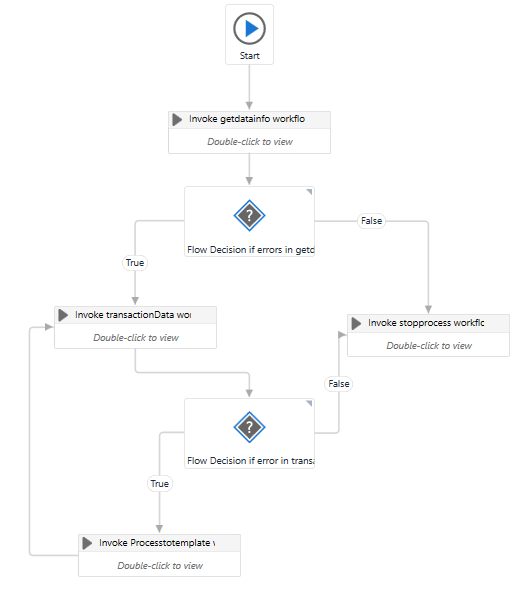 Start
Invoke getdatainfo workflo
Double-click to view
?
Flow Decision if errors in getd
True
False
Invoke transactionData wor
Double-click to view
Invoke stopprocess workflc
Double-click to view
?
Flow Decision if error in transa
False
True
Invoke Processtotemplate v
Double-click to view